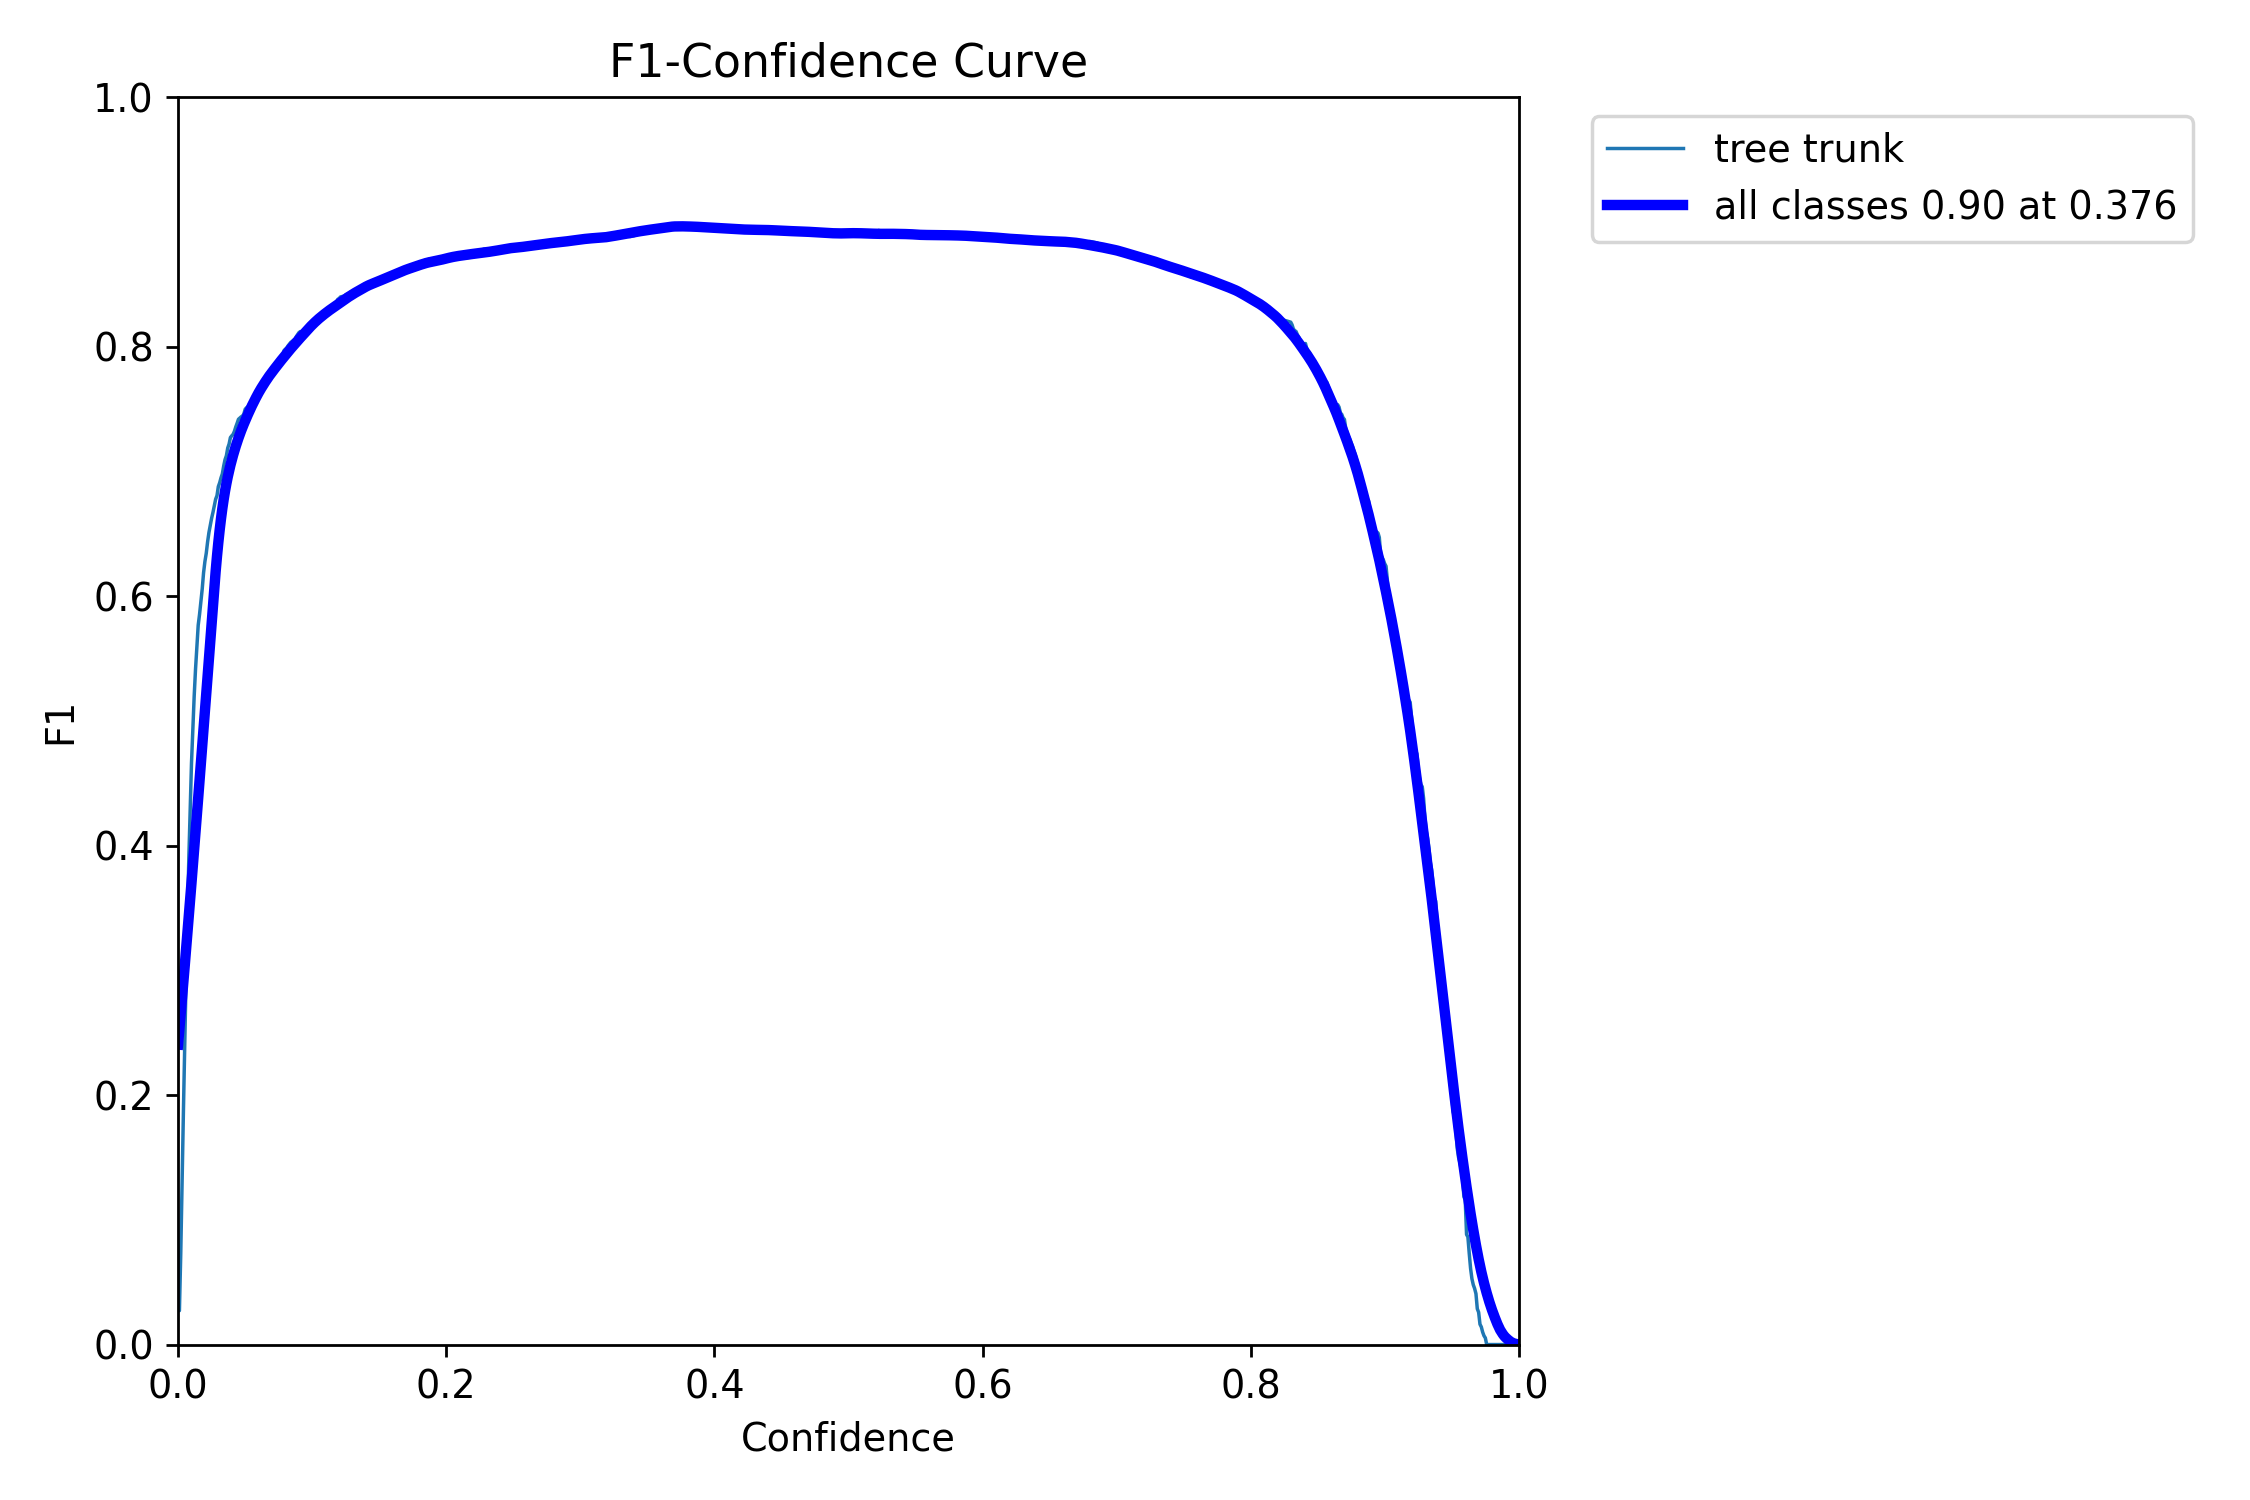 F1-Confidence Curve
tree trunk
all classes 0.90 at 0.376
1.0
0.8
0.6
0.4
0.2
0.0
F1
0.0 0.2 0.4 0.6 0.8 1.0
Confidence